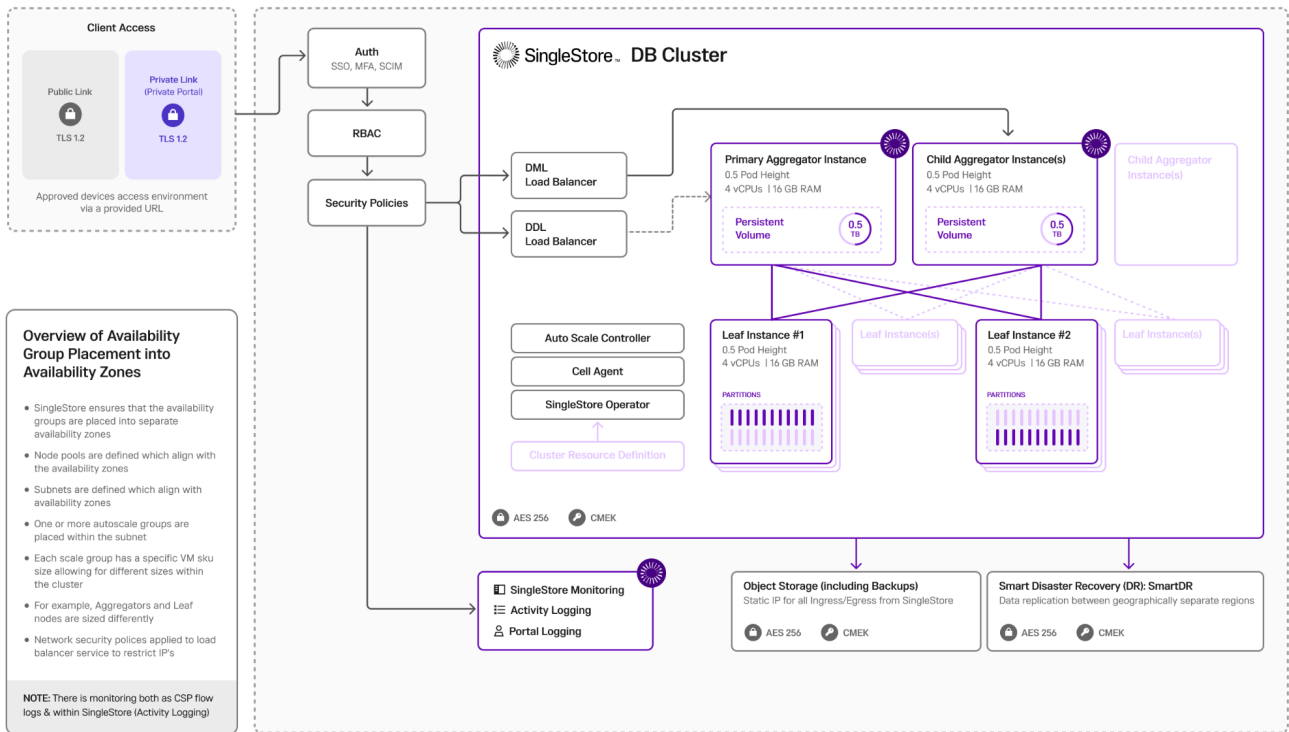 Client Access
Public Link
TLS 1.2
Private Link
(Private Portal)
TLS 1.2
Approved devices access environment
via a provided URL
Overview of Availability
Group Placement into
Availability Zones
• SingleStore ensures that the availability
groups are placed into separate
availability zones
• Node pools are defined which align with
the availability zones
• Subnets are defined which align with
availability zones
• One or more autoscale groups are
placed within the subnet
• Each scale group has a specific VM sku
size allowing for different sizes within
the cluster
• For example, Aggregators and Leaf
nodes are sized differently
• Network security polices applied to load
balancer service to restrict IP's
NOTE: There is monitoring both as CSP flow
logs & within SingleStore (Activity Logging)
Auth
SSO, MFA, SCIM
RBAC
Security Policies
SingleStore™ DB Cluster
DML
Load Balancer
DDL
Load Balancer
Primary Aggregator Instance
0.5 Pod Height
4 vCPUs | 16 GB RAM
Persistent
Volume
0.5
TB
Child Aggregator Instance(s)
0.5 Pod Height
4 vCPUs | 16 GB RAM
Persistent
Volume
0.5
TB
Child Aggregator
Instance(s)
Auto Scale Controller
Cell Agent
SingleStore Operator
Cluster Resource Definition
Leaf Instance #1
0.5 Pod Height
4 vCPUs | 16 GB RAM
PARTITIONS
Leaf Instance(s)
Leaf Instance #2
0.5 Pod Height
4 vCPUs | 16 GB RAM
PARTITIONS
Leaf Instance(s)
AES 256
CMEK
SingleStore Monitoring
Activity Logging
Portal Logging
Object Storage (including Backups)
Static IP for all Ingress/Egress from SingleStore
AES 256
CMEK
Smart Disaster Recovery (DR): SmartDR
Data replication between geographically separate regions
AES 256
CMEK